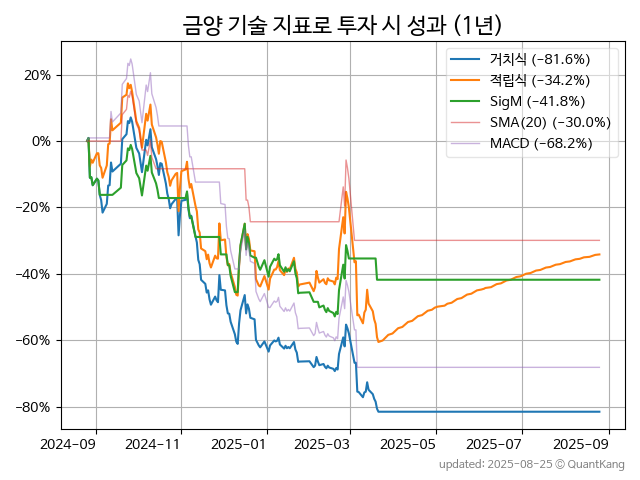 금양 기술 지표로 투자 시 성과 (1년)
거치식 (−81.6%)
적립식 (−34.2%)
SigM (−41.8%)
SMA(20) (−30.0%)
MACD (−68.2%)
20%
0%
−20%
−40%
−60%
−80%
2024-09 2024-11 2025-01 2025-03 2025-05 2025-07 2025-09
updated: 2025-08-25 © QuantKang